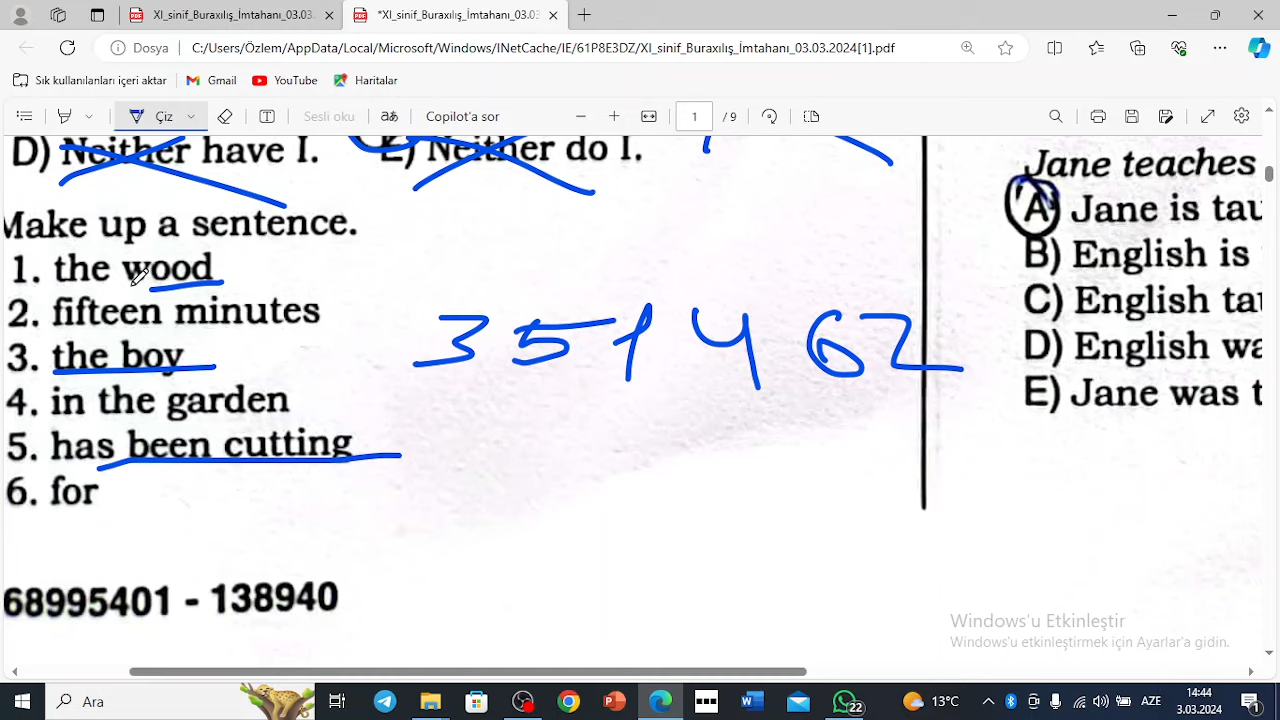 XI_sinif_Buraxılış_İmtahanı_03.03.
*XI_sinif_Buraxılış_İmtahanı_03.03
Dosya
C:/Users/Özlem/AppData/Local/Microsoft/Windows/INetCache/IE/61P8E3DZ/XI_sinif_Buraxılış_İmtahanı_03.03.2024[1].pdf
Sık kullanılanları içeri aktar
Gmail
YouTube
Haritalar
Çiz
Sesli oku
aあ
Copilot'a sor
1
/ 9
D) Neither have I.
E) Neither do I.
Make up a sentence.
1. the wood
2. fifteen minutes
3. the boy
4. in the garden
5. has been cutting
6. for
3 5 1 4 6 2
68995401 - 138940
Jane teaches
A) Jane is tau
B) English is
C) English ta
D) English wa
E) Jane was t
Windows'u Etkinleştir
Windows'u etkinleştirmek için Ayarlar'a gidin.
Ara
22
13°C
AZE
14:44
3.03.2024
1